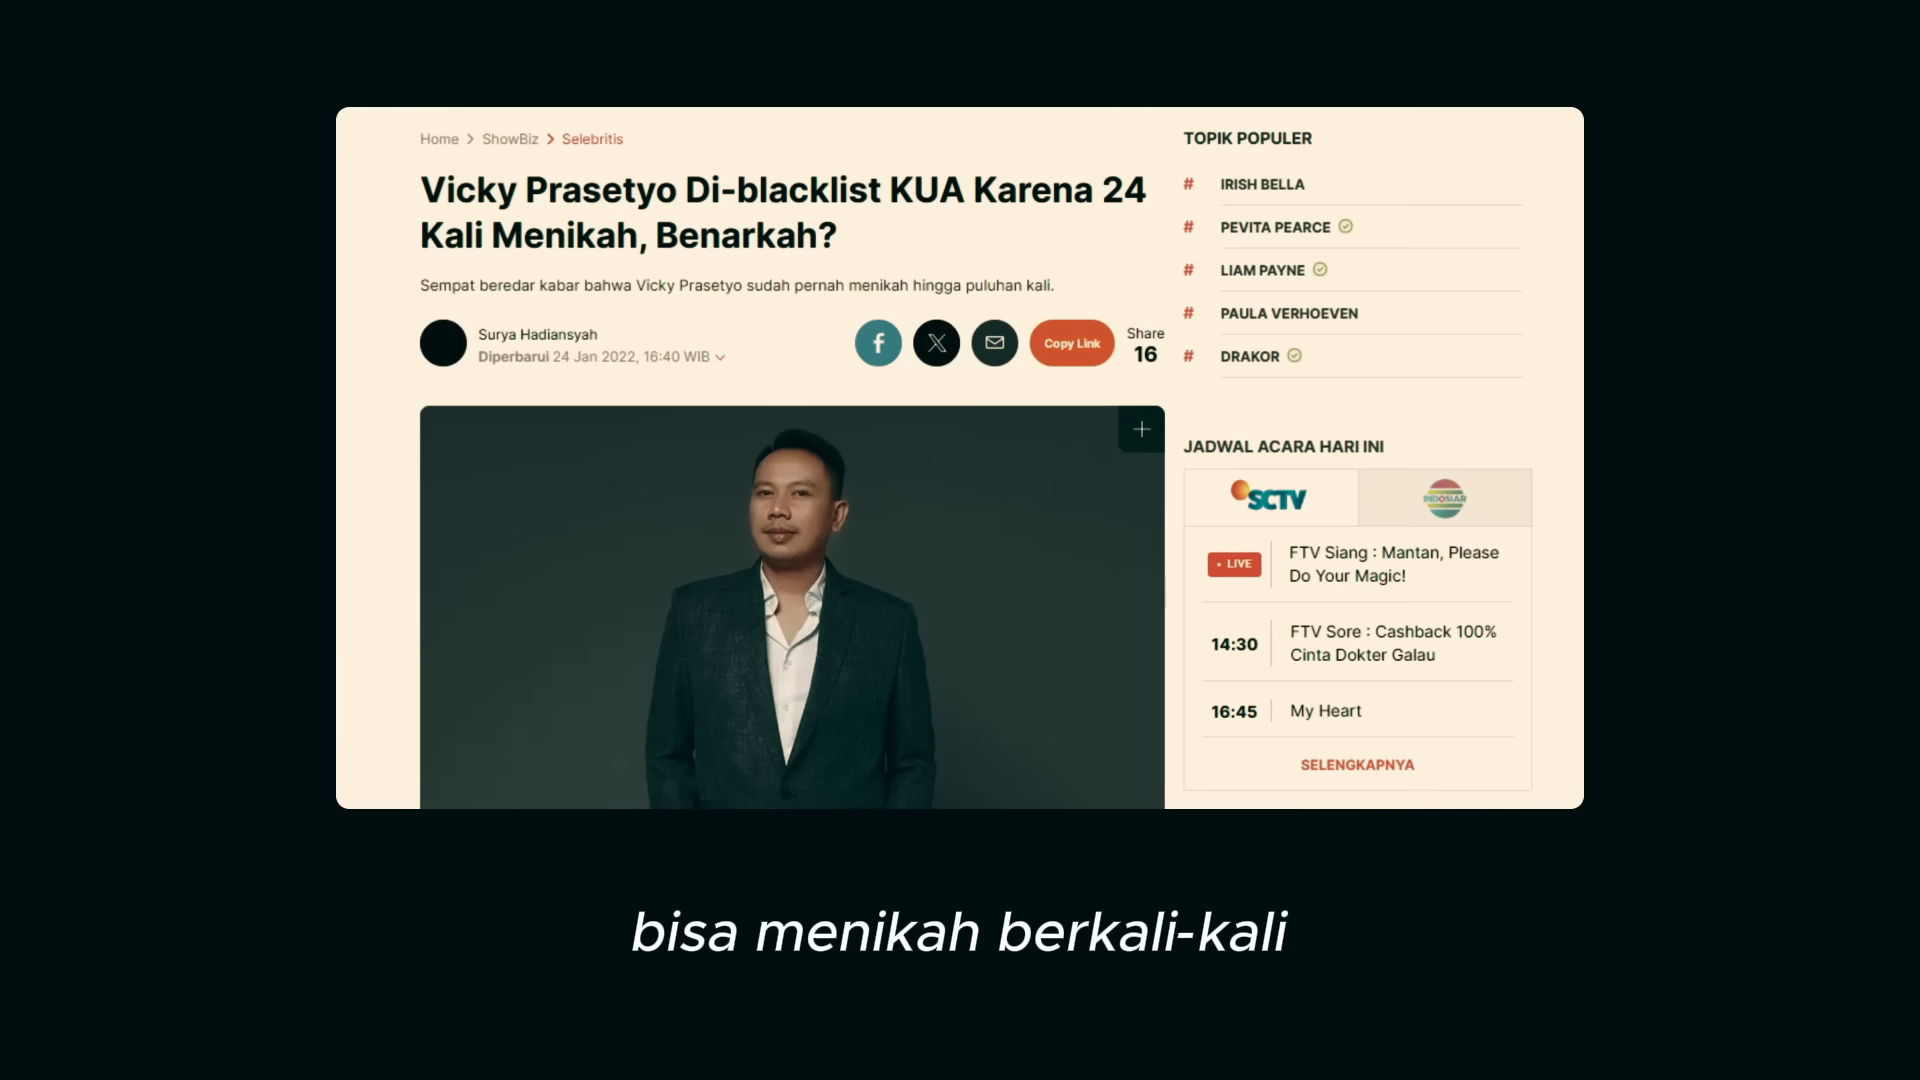 Home > ShowBiz > Selebritis
Vicky Prasetyo Di-blacklist KUA Karena 24
Kali Menikah, Benarkah?
Sempat beredar kabar bahwa Vicky Prasetyo sudah pernah menikah hingga puluhan kali.
Surya Hadiansyah
Diperbarui 24 Jan 2022, 16:40 WIB
Copy Link
Share
16
TOPIK POPULER
# IRISH BELLA
# PEVITA PEARCE
# LIAM PAYNE
# PAULA VERHOEVEN
# DRAKOR
JADWAL ACARA HARI INI
SCTV
INDOSIAR
• LIVE
FTV Siang : Mantan, Please
Do Your Magic!
14:30
FTV Sore : Cashback 100%
Cinta Dokter Galau
16:45
My Heart
SELENGKAPNYA
bisa menikah berkali-kali